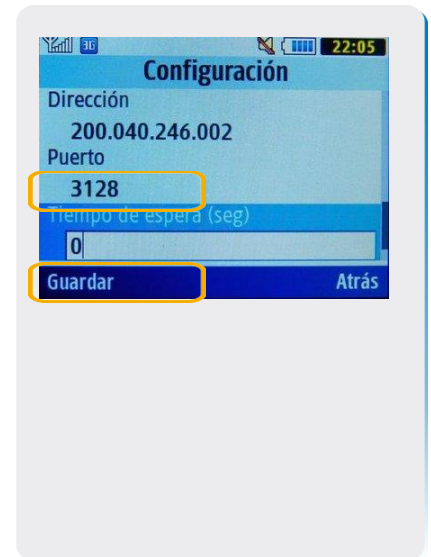 3G 22:05
Configuración
Dirección
200.040.246.002
Puerto
3128
Tiempo de espera (seg)
0
Guardar Atrás